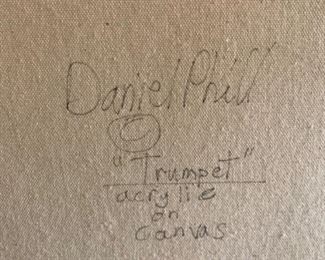 Daniel Phill
©
"Trumpet"
acrylic
on
canvas